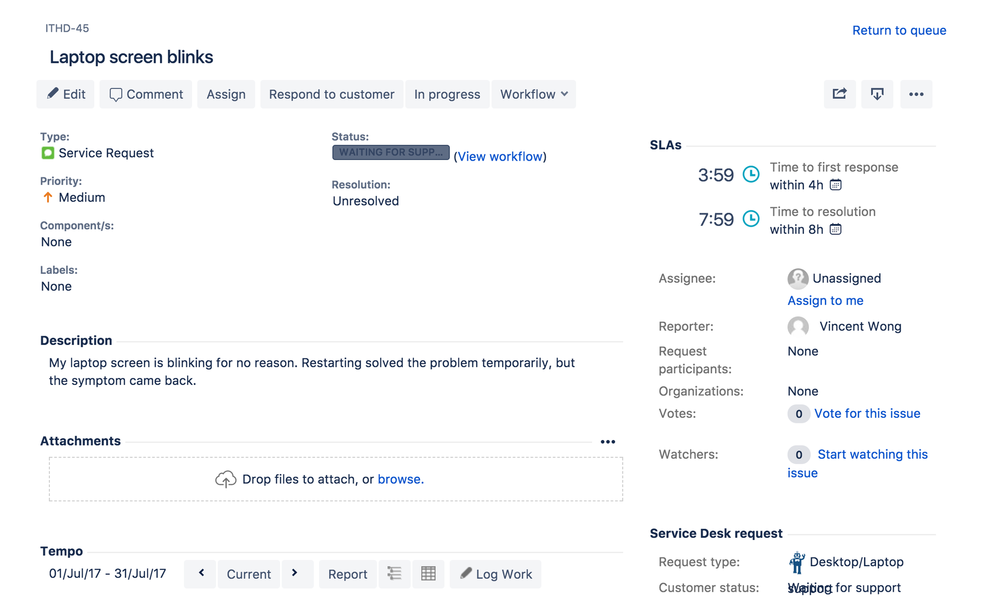 ITHD-45
Return to queue
Laptop screen blinks
Edit Comment Assign Respond to customer In progress Workflow
Type:
Service Request
Priority:
Medium
Component/s:
None
Labels:
None
Status:
WAITING FOR SUPP... (View workflow)
Resolution:
Unresolved
Description
My laptop screen is blinking for no reason. Restarting solved the problem temporarily, but
the symptom came back.
Attachments
Drop files to attach, or browse.
Tempo
01/Jul/17 - 31/Jul/17 Current Report Log Work
SLAs
3:59 Time to first response
within 4h
7:59 Time to resolution
within 8h
Assignee: Unassigned
Assign to me
Reporter: Vincent Wong
Request None
participants:
Organizations: None
Votes: 0 Vote for this issue
Watchers: 0 Start watching this
issue
Service Desk request
Request type: Desktop/Laptop
support
Customer status: Waiting for support